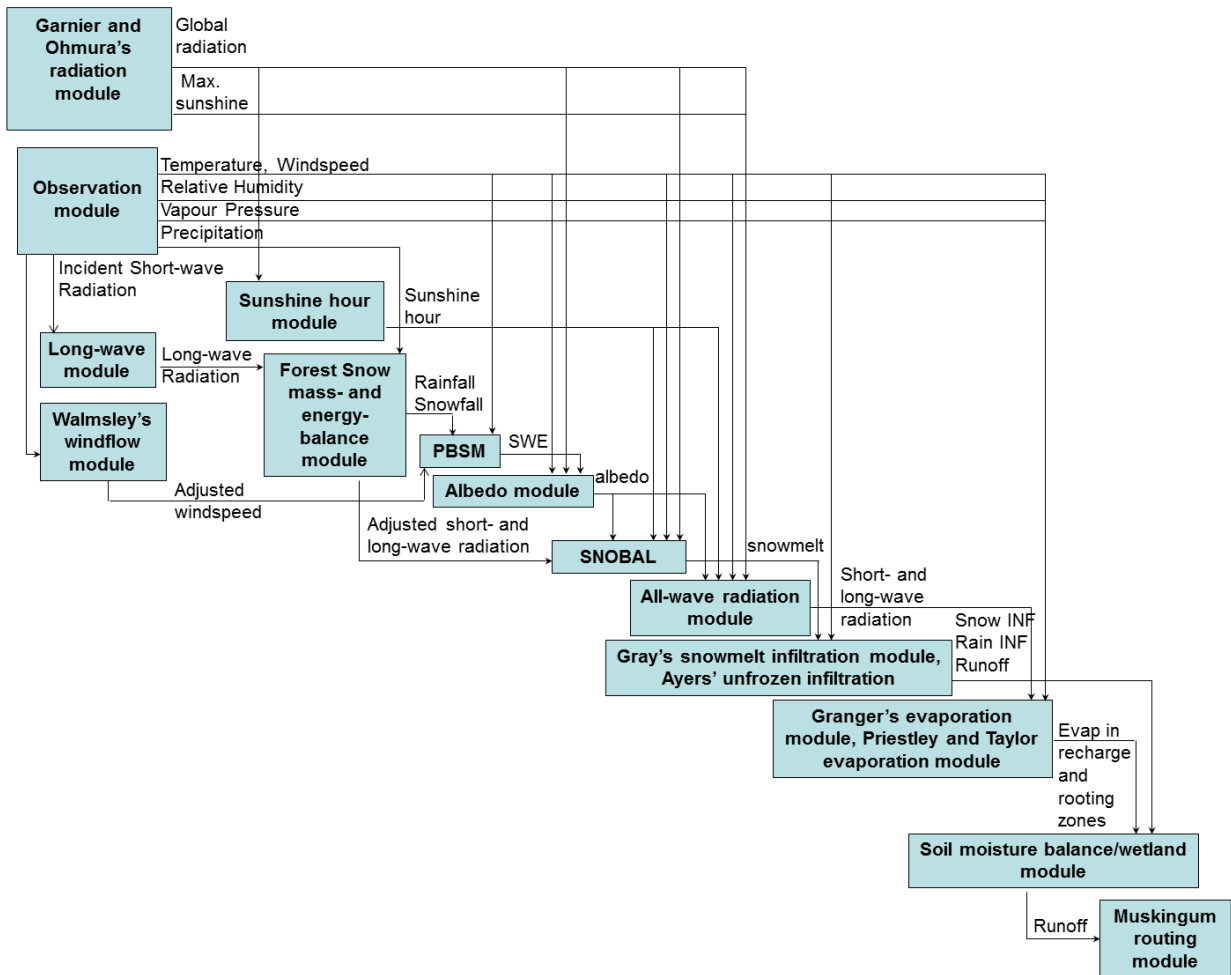 Garnier and
Ohmura's
radiation
module
Global
radiation
Max.
sunshine
Observation
module
Temperature, Windspeed
Relative Humidity
Vapour Pressure
Precipitation
Incident Short-wave
Radiation
Sunshine hour
module
Sunshine
hour
Long-wave
module
Long-wave
Radiation
Forest Snow
mass- and
energy-
balance
module
Rainfall
Snowfall
Walmsley's
windflow
module
PBSM
SWE
Adjusted
windspeed
Albedo module
albedo
Adjusted short- and
long-wave radiation
SNOBAL
snowmelt
All-wave radiation
module
Short- and
long-wave
radiation
Gray's snowmelt infiltration module,
Ayers' unfrozen infiltration
Snow INF
Rain INF
Runoff
Granger's evaporation
module, Priestley and Taylor
evaporation module
Evap in
recharge
and
rooting
zones
Soil moisture balance/wetland
module
Runoff
Muskingum
routing
module